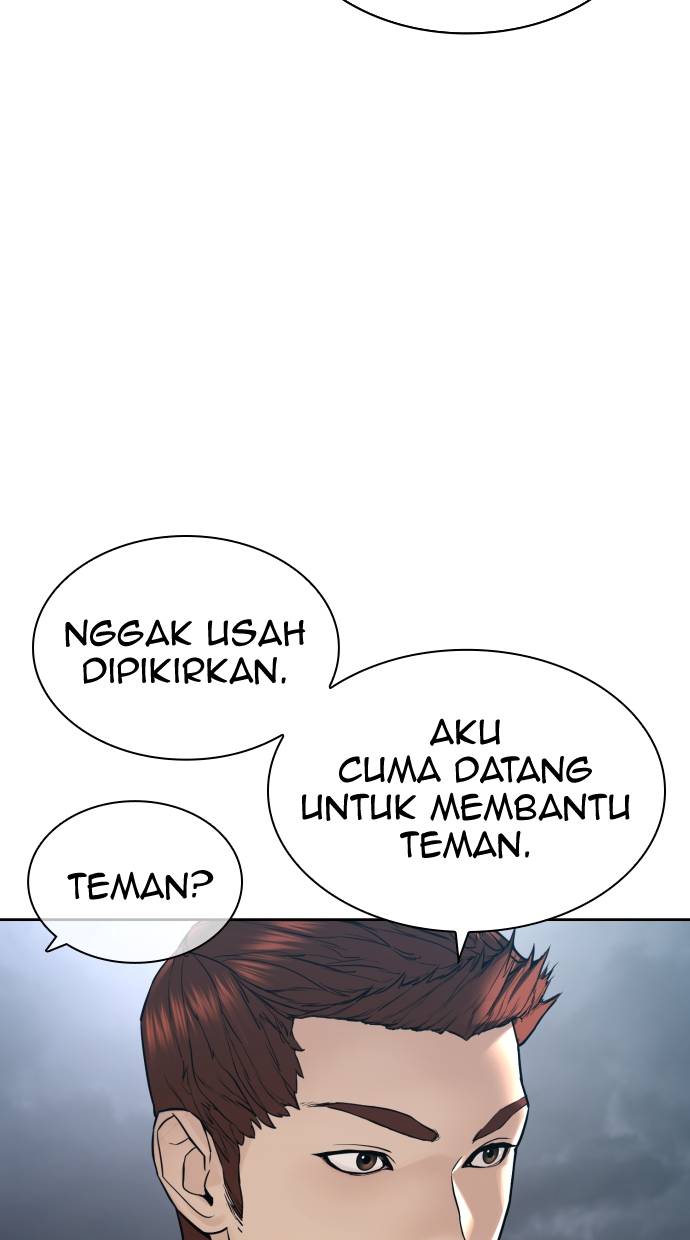 NGGAK USAH
DIPIKIRKAN.
AKU
CUMA DATANG
UNTUK MEMBANTU
TEMAN.
TEMAN?